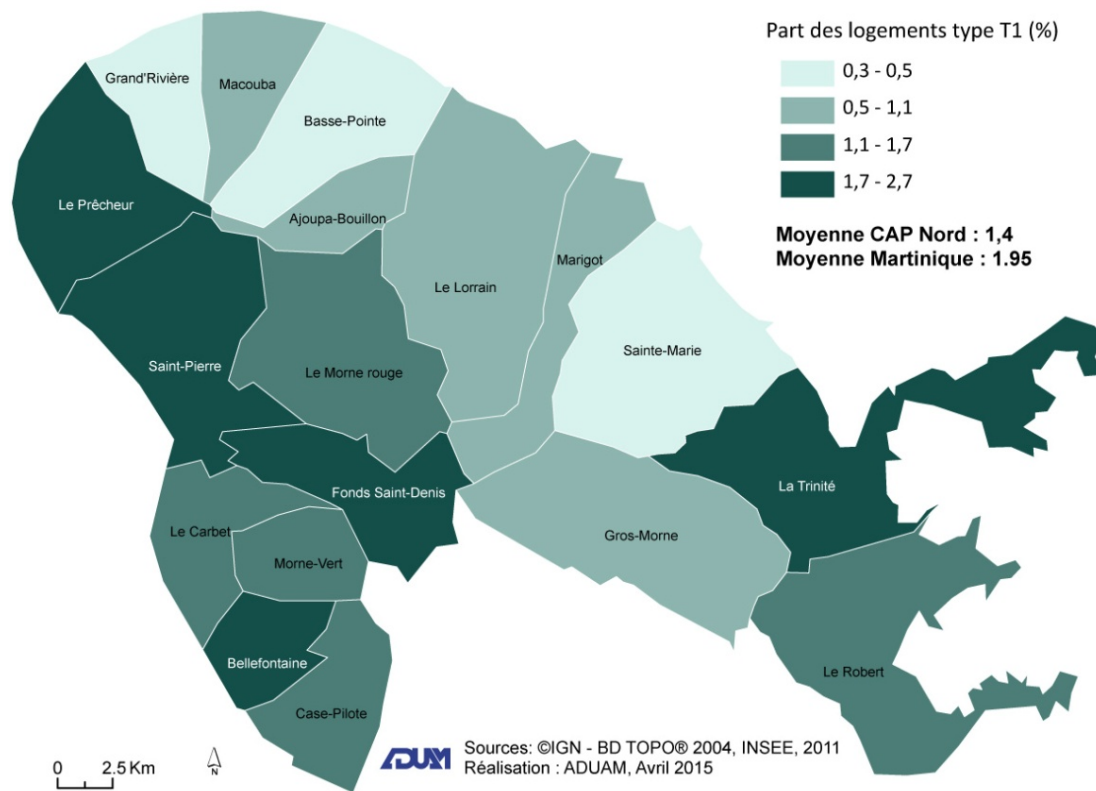 Part des logements type T1 (%)
0,3 - 0,5
0,5 - 1,1
1,1 - 1,7
1,7 - 2,7
Moyenne CAP Nord : 1,4
Moyenne Martinique : 1.95
Grand'Rivière
Macouba
Basse-Pointe
Le Prêcheur
Ajoupa-Bouillon
Marigot
Le Lorrain
Sainte-Marie
Saint-Pierre
Le Morne rouge
La Trinité
Fonds Saint-Denis
Le Carbet
Gros-Morne
Morne-Vert
Bellefontaine
Le Robert
Case-Pilote
0 2.5 Km
N
ADUAM
Sources: ©IGN - BD TOPO® 2004, INSEE, 2011
Réalisation : ADUAM, Avril 2015